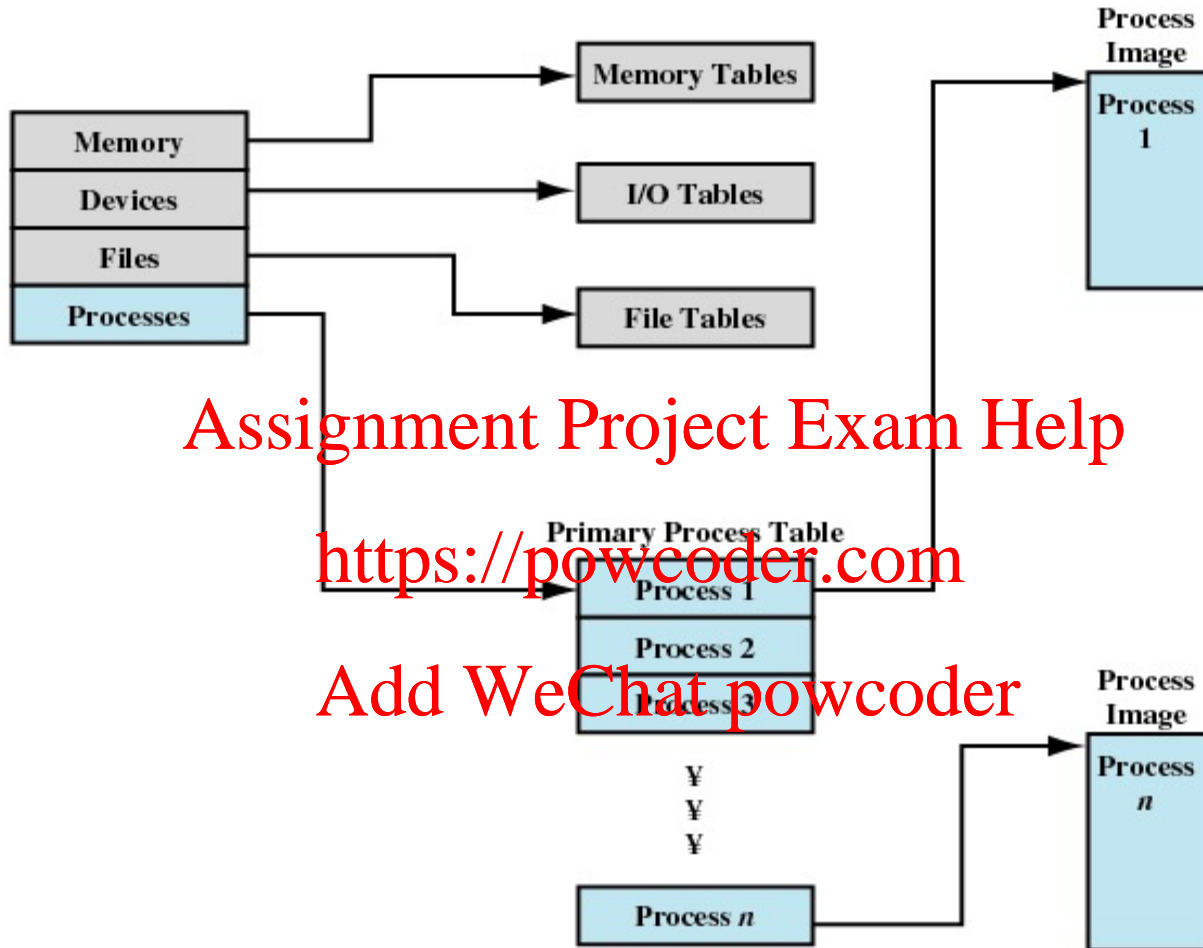 Process
Image
Process
1
Memory Tables
Memory
Devices
I/O Tables
Files
Processes
File Tables
Assignment Project Exam Help
Primary Process Table
https://powcoder.com
Process 1
Process 2
Add WeChat powcoder
Process 3
Process
Image
Process
n
¥
¥
¥
Process n